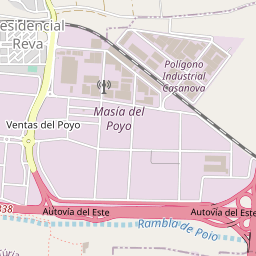 esidencial
Reva
Polígono
Industrial
Casanova
Masía del
Poyo
Ventas del Poyo
338
Autovía del Este
Autovía del Este
Rambla de Poio